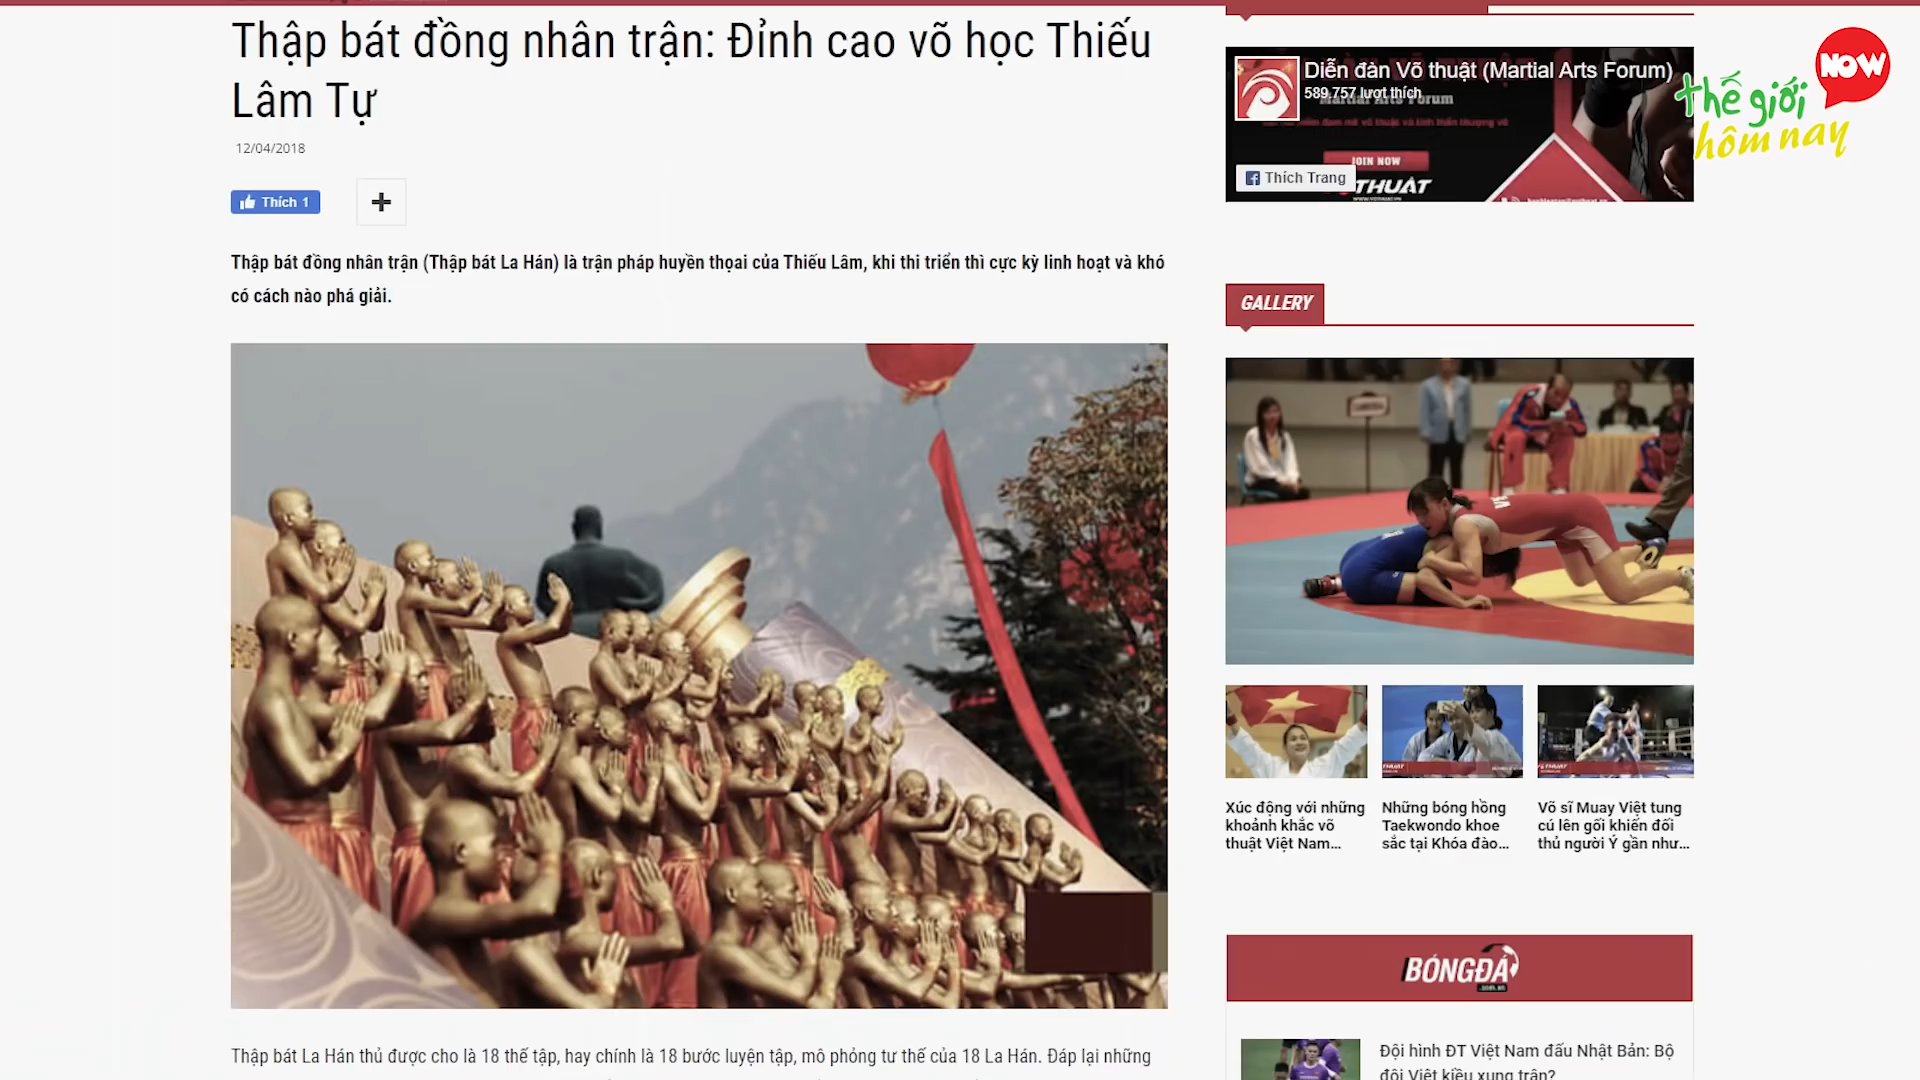 Thập bát đồng nhân trận: Đỉnh cao võ học Thiếu
Lâm Tự
12/04/2018
Thích 1
Thập bát đồng nhân trận (Thập bát La Hán) là trận pháp huyền thoại của Thiếu Lâm, khi thi triển thì cực kỳ linh hoạt và khó
có cách nào phá giải.
Thập bát La Hán thủ được cho là 18 thế tập, hay chính là 18 bước luyện tập, mô phỏng tư thế của 18 La Hán. Đáp lại những
Diễn đàn Võ thuật (Martial Arts Forum)
589.757 lượt thích
Martial Arts Forum
JOIN NOW
Thích Trang
THUẬT
NOW
thế giới
hôm nay
GALLERY
Xúc động với những
khoảnh khắc võ
thuật Việt Nam...
Những bóng hồng
Taekwondo khoe
sắc tại Khóa đào...
Võ sĩ Muay Việt tung
cú lên gối khiến đối
thủ người Ý gần như...
BÓNGĐÁ
.com.vn
Đội hình ĐT Việt Nam đấu Nhật Bản: Bộ
đôi Việt kiều xung trận?